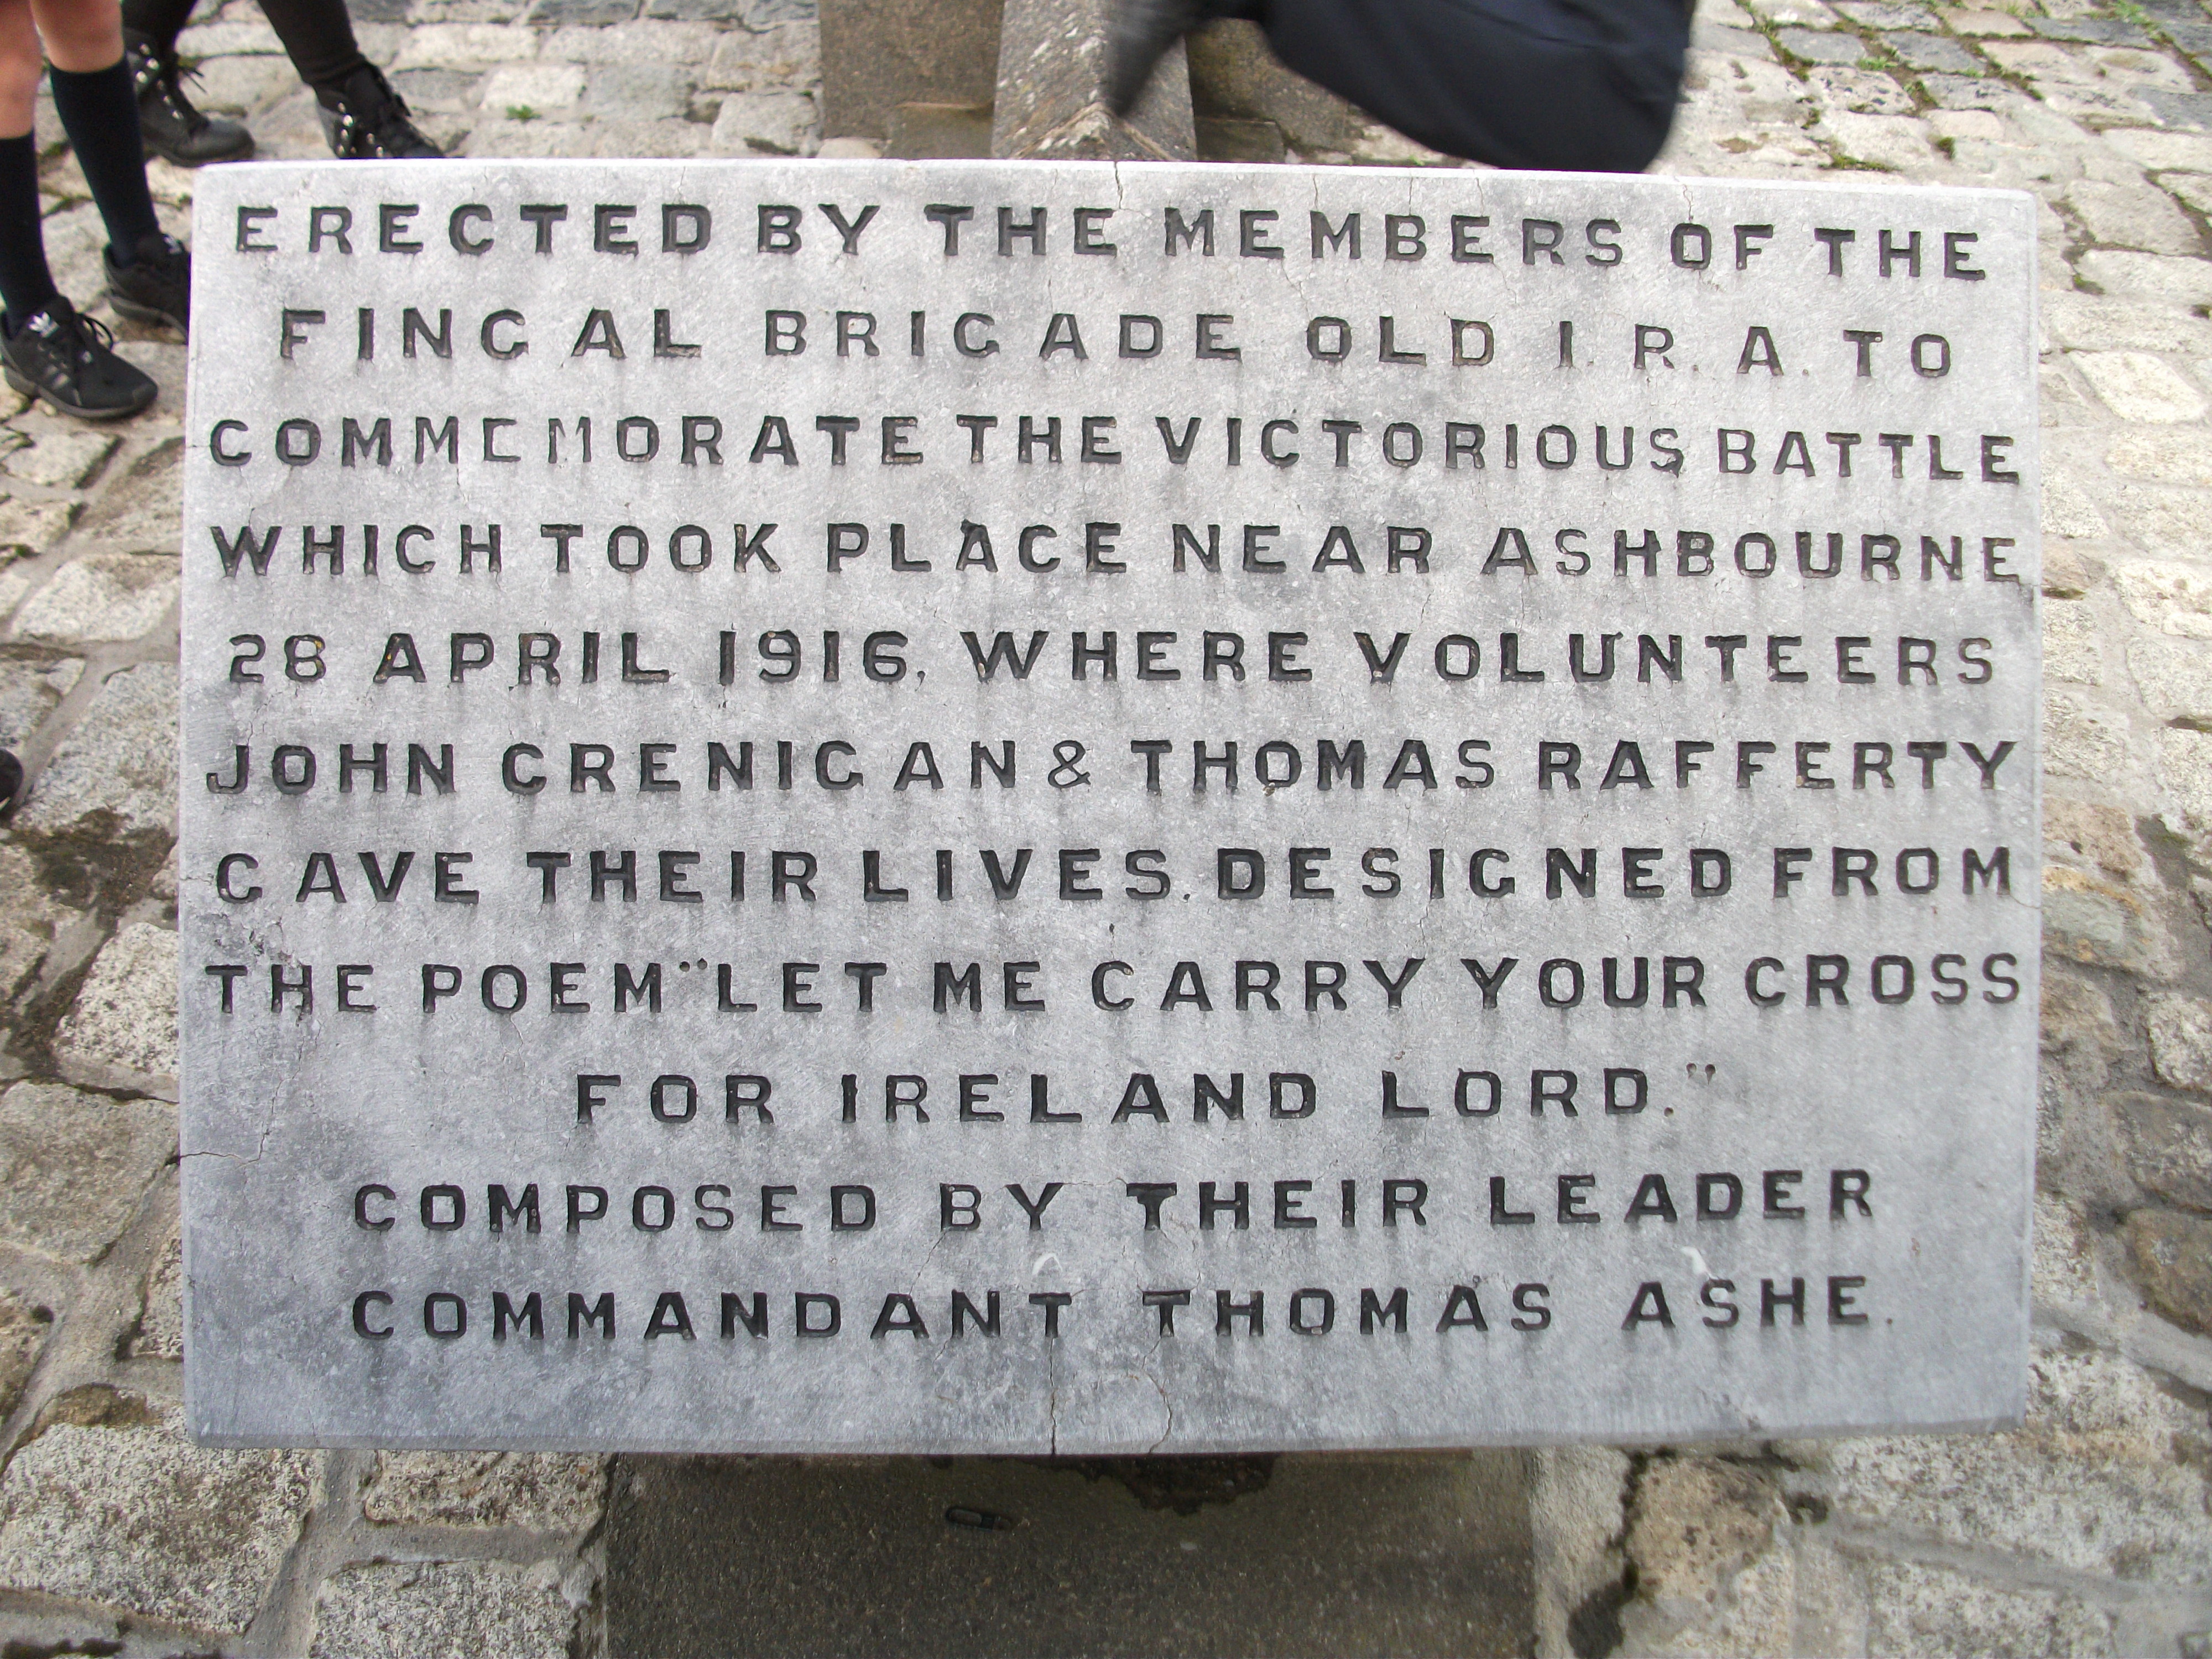 ERECTED BY THE MEMBERS OF THE
FINGAL BRIGADE OLD I.R.A. TO
COMMEMORATE THE VICTORIOUS BATTLE
WHICH TOOK PLACE NEAR ASHBOURNE
28 APRIL 1916, WHERE VOLUNTEERS
JOHN CRENIGAN & THOMAS RAFFERTY
GAVE THEIR LIVES. DESIGNED FROM
THE POEM "LET ME CARRY YOUR CROSS
FOR IRELAND LORD."
COMPOSED BY THEIR LEADER
COMMANDANT THOMAS ASHE.